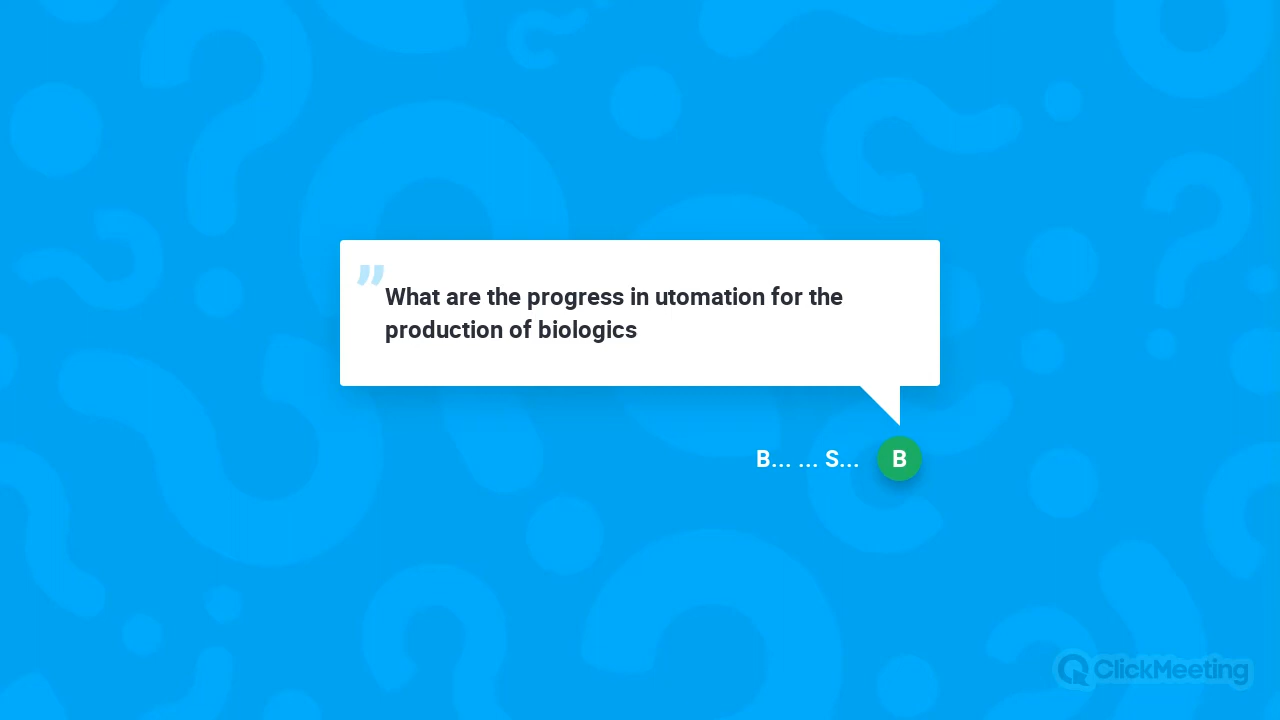 What are the progress in utomation for the
production of biologics
B... ... S... B
ClickMeeting